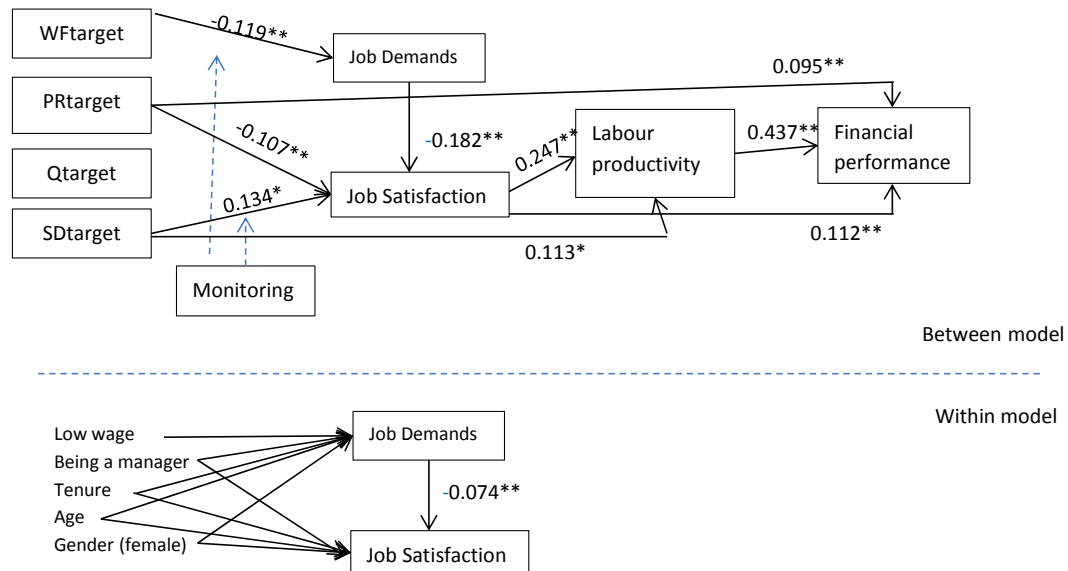 WFtarget
-0.119**
Job Demands
PRtarget
0.095**
-0.107**
-0.182**
0.247**
Labour
productivity
0.437**
Financial
performance
Qtarget
Job Satisfaction
0.134*
SDtarget
0.113*
0.112**
Monitoring
Between model
Within model
Low wage
Being a manager
Tenure
Age
Gender (female)
Job Demands
-0.074**
Job Satisfaction